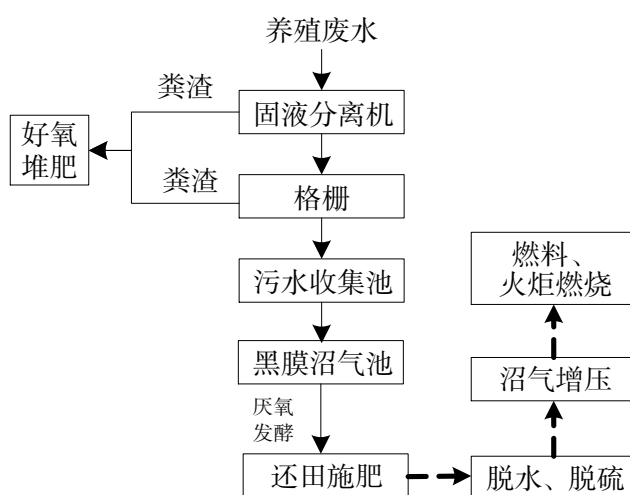 养殖废水
粪渣
固液分离机
好氧
堆肥
粪渣
格栅
污水收集池
燃料、
火炬燃烧
黑膜沼气池
沼气增压
厌氧
发酵
还田施肥
脱水、脱硫